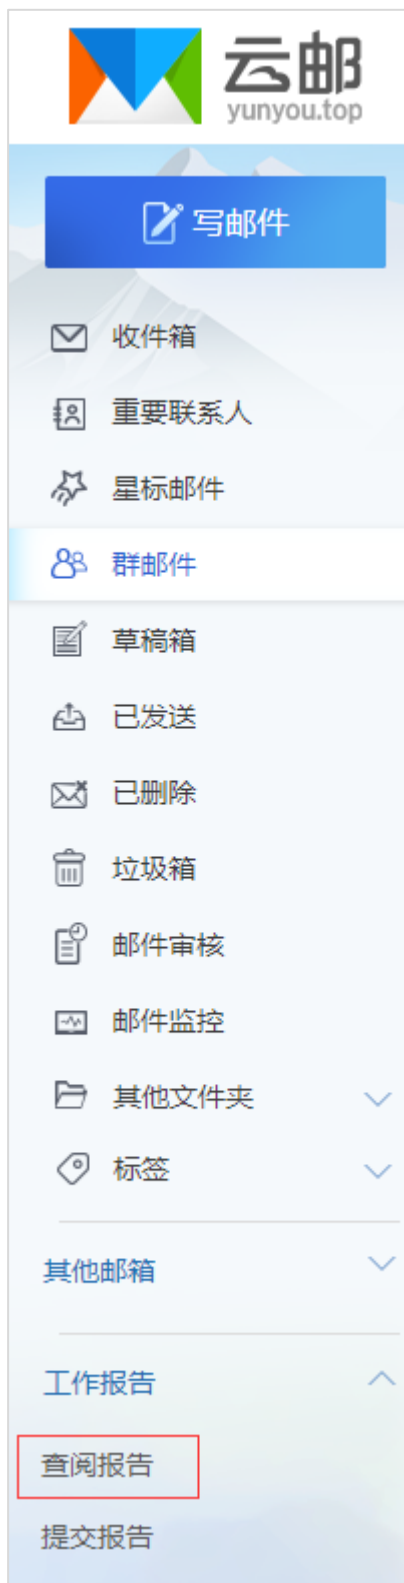 云邮
yunyou.top
写邮件
收件箱
重要联系人
星标邮件
群邮件
草稿箱
已发送
已删除
垃圾箱
邮件审核
邮件监控
其他文件夹
标签
其他邮箱
工作报告
查阅报告
提交报告